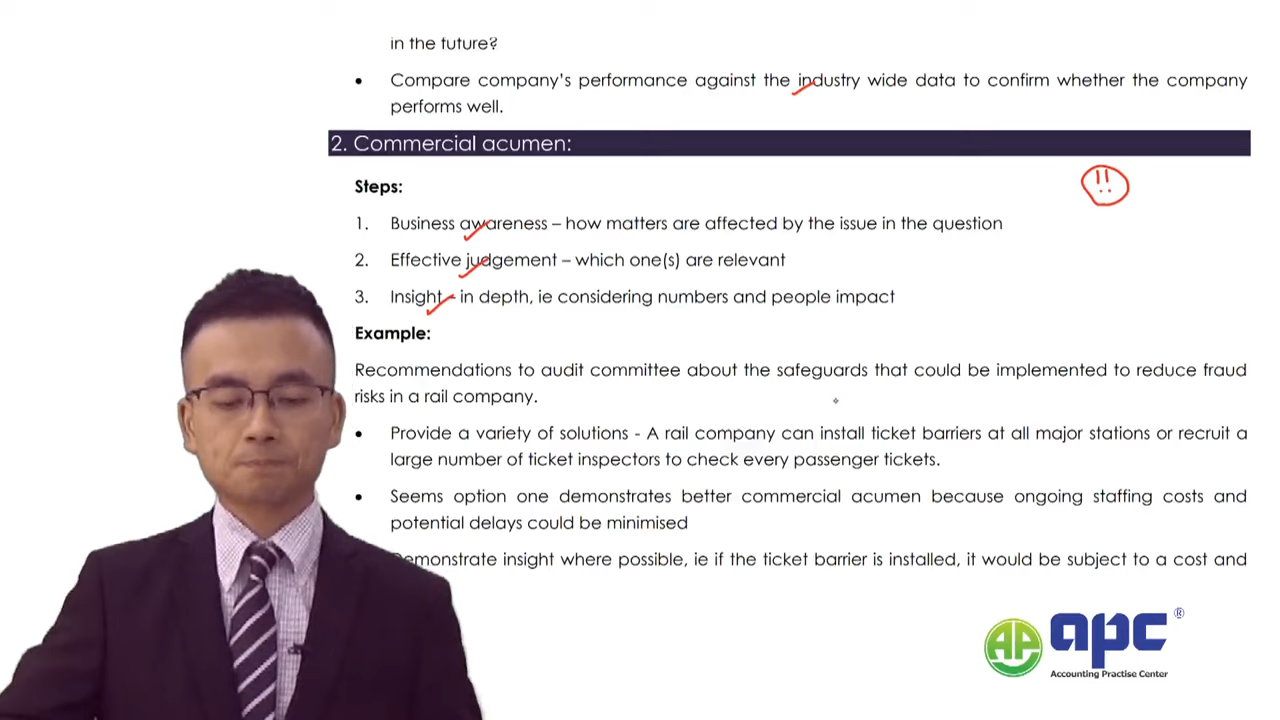 in the future?
• Compare company's performance against the industry wide data to confirm whether the company
performs well.
2. Commercial acumen:
Steps:
!!
1. Business awareness – how matters are affected by the issue in the question
2. Effective judgement – which one(s) are relevant
3. Insight - in depth, ie considering numbers and people impact
Example:
Recommendations to audit committee about the safeguards that could be implemented to reduce fraud
risks in a rail company.
• Provide a variety of solutions - A rail company can install ticket barriers at all major stations or recruit a
large number of ticket inspectors to check every passenger tickets.
• Seems option one demonstrates better commercial acumen because ongoing staffing costs and
potential delays could be minimised
Demonstrate insight where possible, ie if the ticket barrier is installed, it would be subject to a cost and
AP apc ®
Accounting Practise Center